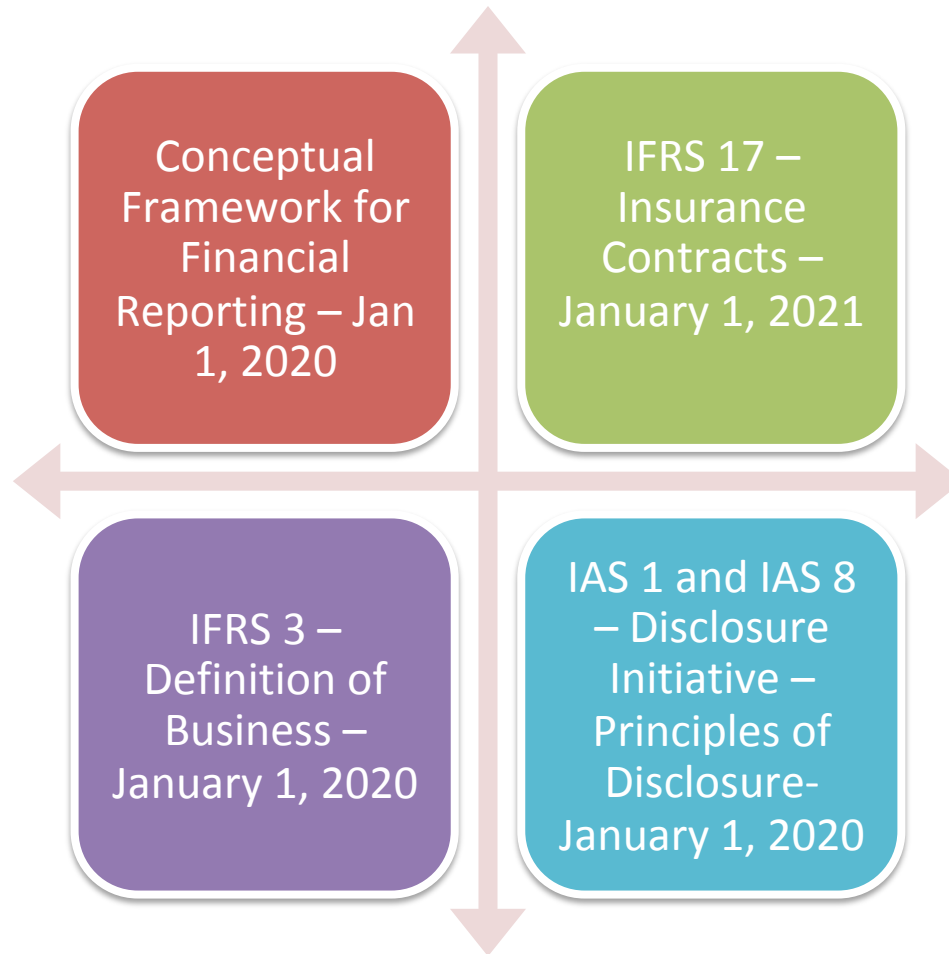 Conceptual
Framework for
Financial
Reporting – Jan
1, 2020
IFRS 17 –
Insurance
Contracts –
January 1, 2021
IFRS 3 –
Definition of
Business –
January 1, 2020
IAS 1 and IAS 8
– Disclosure
Initiative –
Principles of
Disclosure-
January 1, 2020